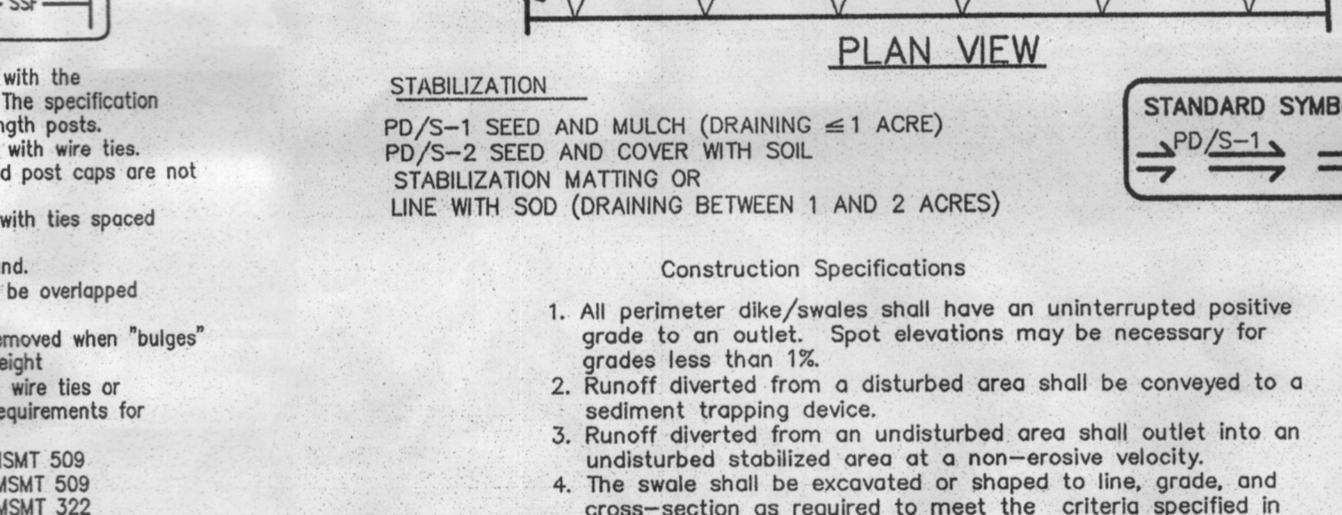 SSF
with the
The specification
posts.
with wire ties.
post caps are not
with ties spaced
be overlapped
when "bulges"
wire ties or
for
509
MSMT 509
MSMT 322
PLAN VIEW
STABILIZATION
PD/S-1 SEED AND MULCH (DRAINING ≤1 ACRE)
PD/S-2 SEED AND COVER WITH SOIL
STABILIZATION MATTING OR
LINE WITH SOD (DRAINING BETWEEN 1 AND 2 ACRES)
STANDARD SYMB
PD/S-1
Construction Specifications
1. All perimeter dike/swales shall have an uninterrupted positive
grade to an outlet. Spot elevations may be necessary for
grades less than 1%.
2. Runoff diverted from a disturbed area shall be conveyed to a
sediment trapping device.
3. Runoff diverted from an undisturbed area shall outlet into an
undisturbed stabilized area at a non-erosive velocity.
4. The swale shall be excavated or shaped to line, grade, and
cross-section as required to meet the criteria specified in